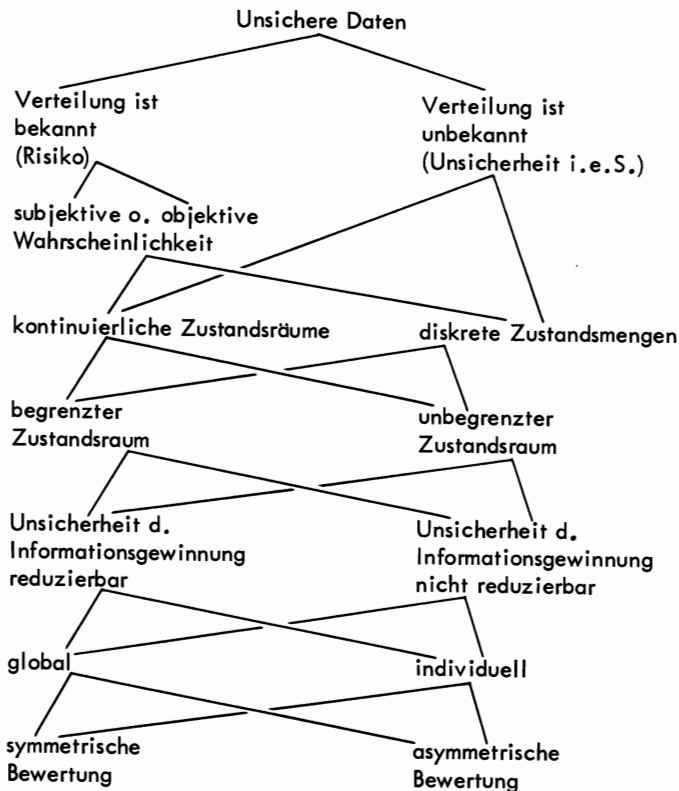 Unsichere Daten
Verteilung ist
bekannt
(Risiko)
Verteilung ist
unbekannt
(Unsicherheit i.e.S.)
subjektive o. objektive
Wahrscheinlichkeit
kontinuierliche Zustandsräume
diskrete Zustandsmengen
begrenzter
Zustandsraum
unbegrenzter
Zustandsraum
Unsicherheit d.
Informationsgewinnung
reduzierbar
Unsicherheit d.
Informationsgewinnung
nicht reduzierbar
global
individuell
symmetrische
Bewertung
asymmetrische
Bewertung